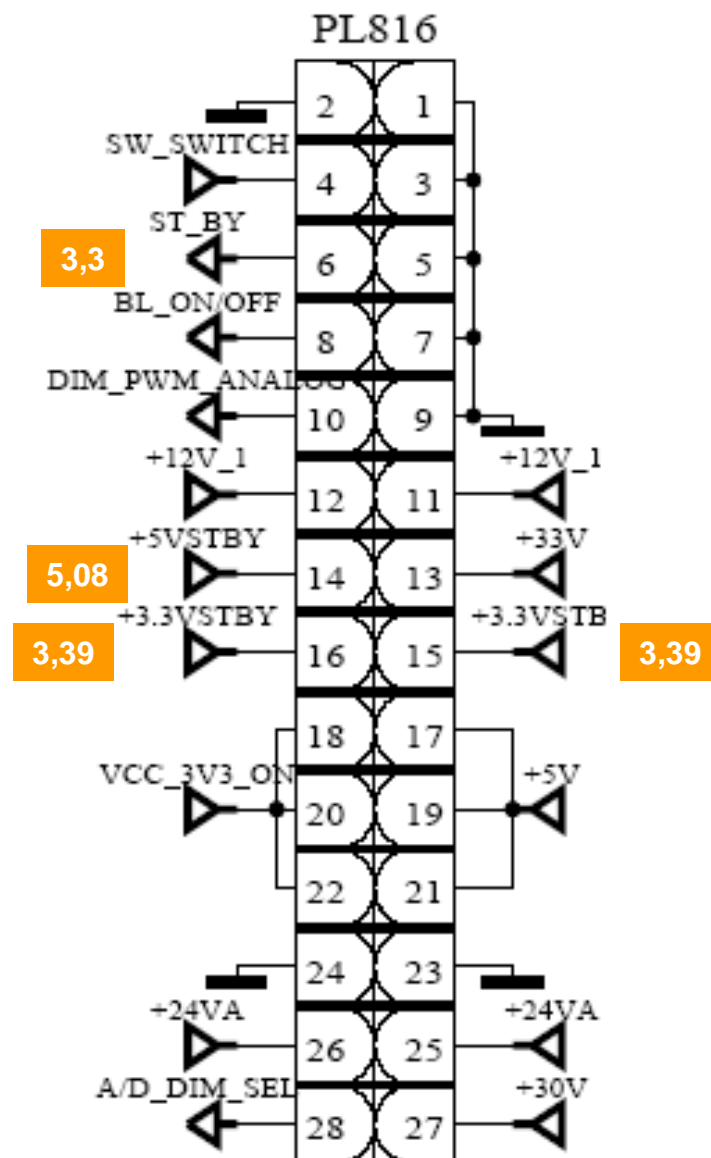 PL816
2 1
SW_SWITCH
4 3
ST_BY
3,3
6 5
BL_ON/OFF
8 7
DIM_PWM_ANALOG
10 9
+12V_1 +12V_1
12 11
+5VSTBY +33V
5,08
14 13
+3.3VSTBY +3.3VSTB
3,39 16 15 3,39
18 17
VCC_3V3_ON +5V
20 19
22 21
24 23
+24VA +24VA
26 25
A/D_DIM_SEL +30V
28 27